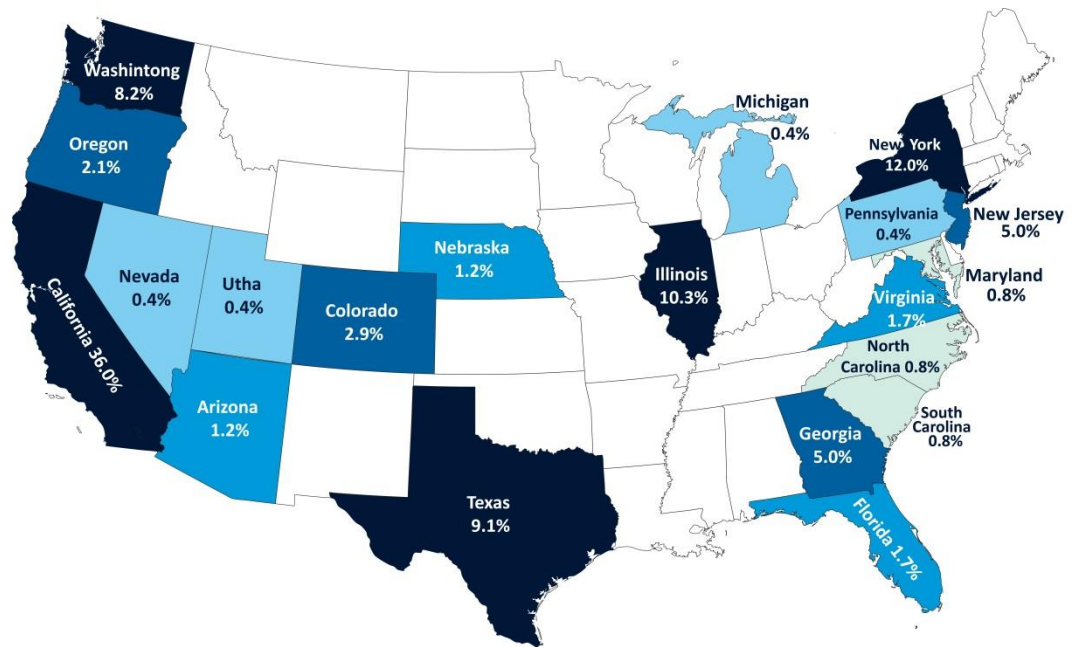 Washintong
8.2%
Oregon
2.1%
California 36.0%
Nevada
0.4%
Utha
0.4%
Arizona
1.2%
Colorado
2.9%
Nebraska
1.2%
Texas
9.1%
Illinois
10.3%
Michigan
0.4%
New York
12.0%
Pennsylvania
0.4%
New Jersey
5.0%
Maryland
0.8%
Virginia
1.7%
North
Carolina 0.8%
South
Carolina
0.8%
Georgia
5.0%
Florida 1.7%